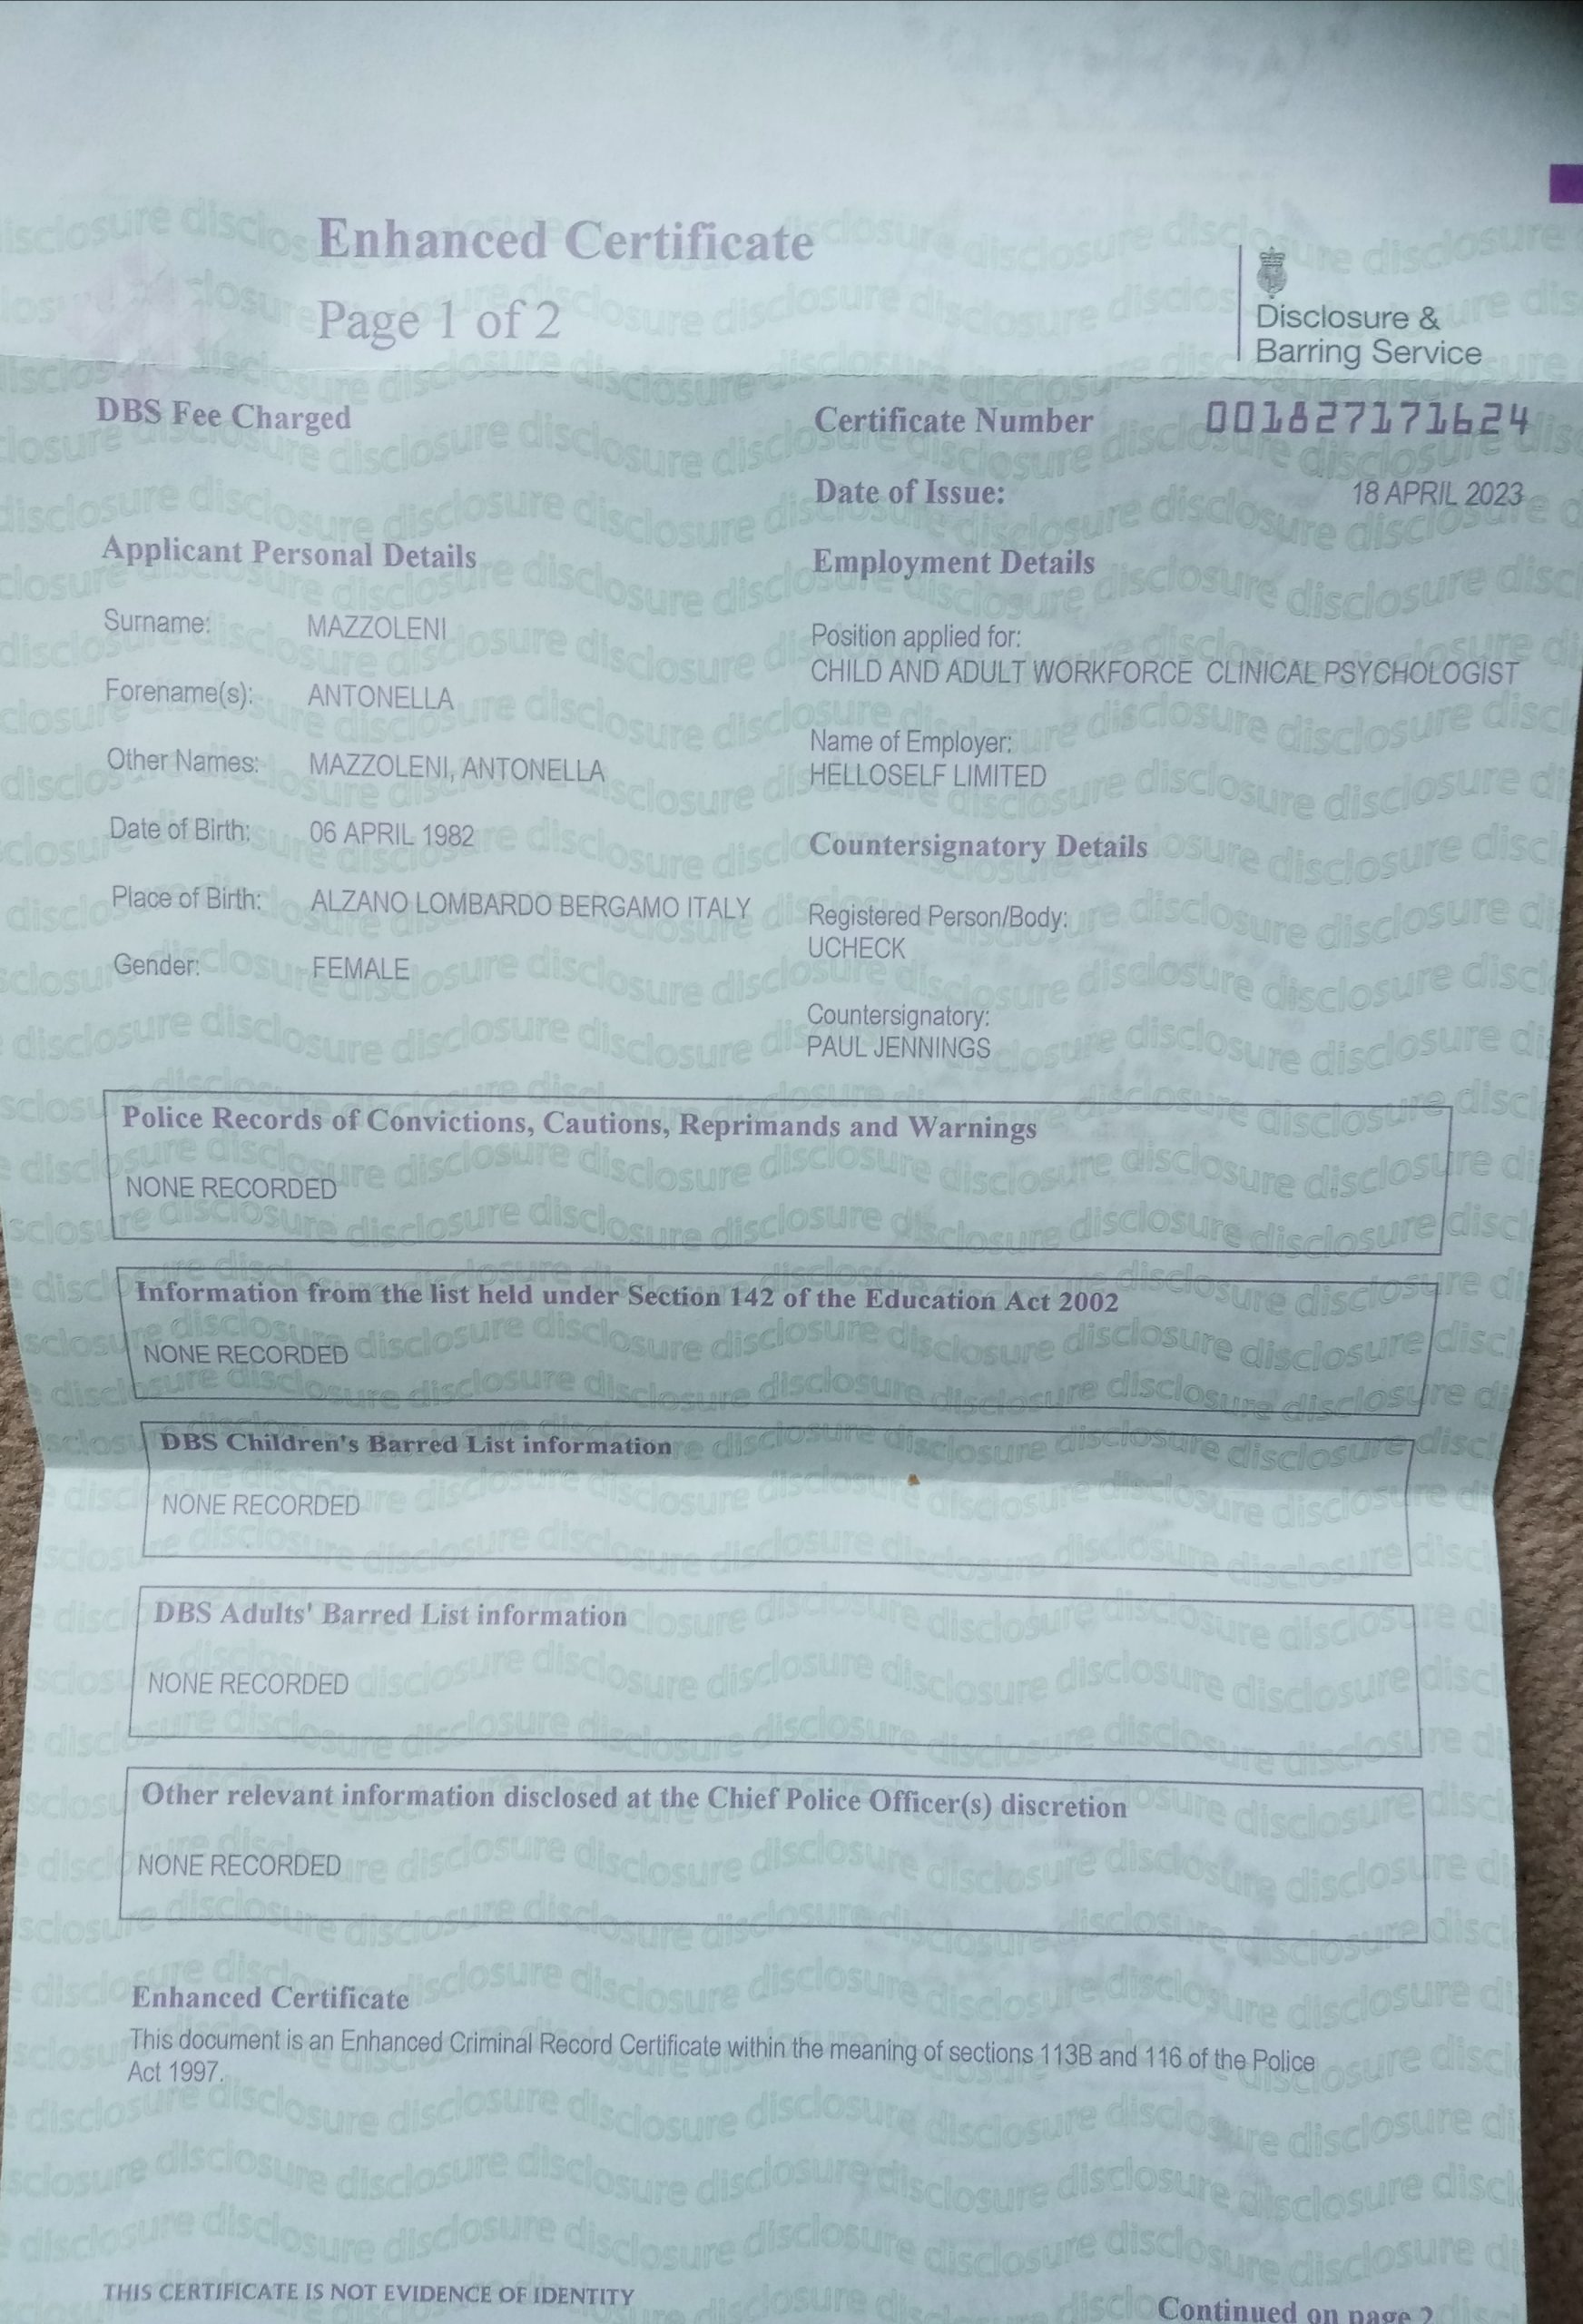 Enhanced Certificate
Page 1 of 2
Disclosure &
Barring Service
DBS Fee Charged
Certificate Number 001827171624
Date of Issue: 18 APRIL 2023
Applicant Personal Details
Surname: MAZZOLENI
Forename(s): ANTONELLA
Other Names: MAZZOLENI, ANTONELLA
Date of Birth: 06 APRIL 1982
Place of Birth: ALZANO LOMBARDO BERGAMO ITALY
Gender: FEMALE
Employment Details
Position applied for:
CHILD AND ADULT WORKFORCE CLINICAL PSYCHOLOGIST
Name of Employer:
HELLOSELF LIMITED
Countersignatory Details
Registered Person/Body:
UCHECK
Countersignatory:
PAUL JENNINGS
Police Records of Convictions, Cautions, Reprimands and Warnings
NONE RECORDED
Information from the list held under Section 142 of the Education Act 2002
NONE RECORDED
DBS Children's Barred List information
NONE RECORDED
DBS Adults' Barred List information
NONE RECORDED
Other relevant information disclosed at the Chief Police Officer(s) discretion
NONE RECORDED
Enhanced Certificate
This document is an Enhanced Criminal Record Certificate within the meaning of sections 113B and 116 of the Police
Act 1997.
THIS CERTIFICATE IS NOT EVIDENCE OF IDENTITY
Continued on page 2